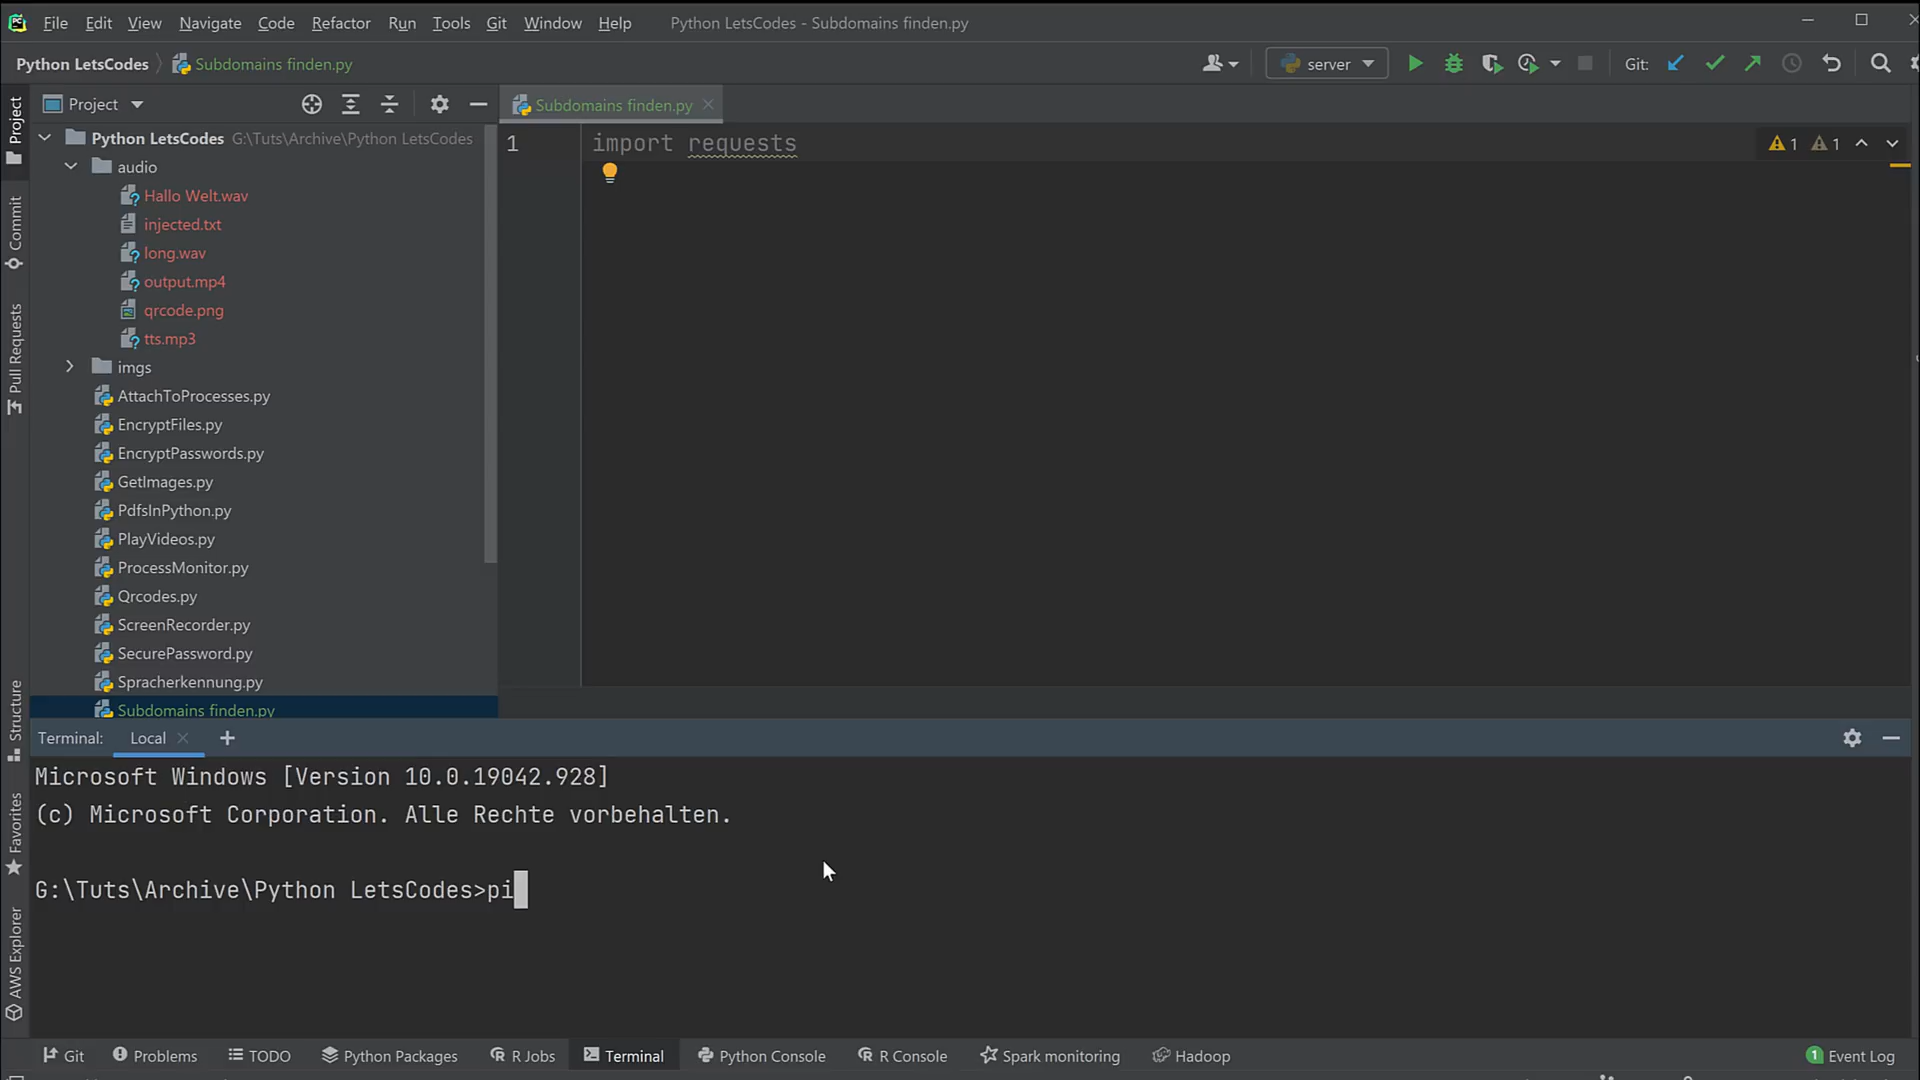 File Edit View Navigate Code Refactor Run Tools Git Window Help Python LetsCodes - Subdomains finden.py
Python LetsCodes Subdomains finden.py server Git:
Project Subdomains finden.py
Python LetsCodes G:\Tuts\Archive\Python LetsCodes
audio
Hallo Welt.wav
injected.txt
long.wav
output.mp4
qrcode.png
tts.mp3
imgs
AttachToProcesses.py
EncryptFiles.py
EncryptPasswords.py
GetImages.py
PdfsInPython.py
PlayVideos.py
ProcessMonitor.py
Qrcodes.py
ScreenRecorder.py
SecurePassword.py
Spracherkennung.py
Subdomains finden.py
1 import requests
1 1
Project
Commit
Pull Requests
Structure
Favorites
AWS Explorer
Terminal: Local
Microsoft Windows [Version 10.0.19042.928]
(c) Microsoft Corporation. Alle Rechte vorbehalten.
G:\Tuts\Archive\Python LetsCodes>pi
Git Problems TODO Python Packages R Jobs Terminal Python Console R Console Spark monitoring Hadoop 1 Event Log